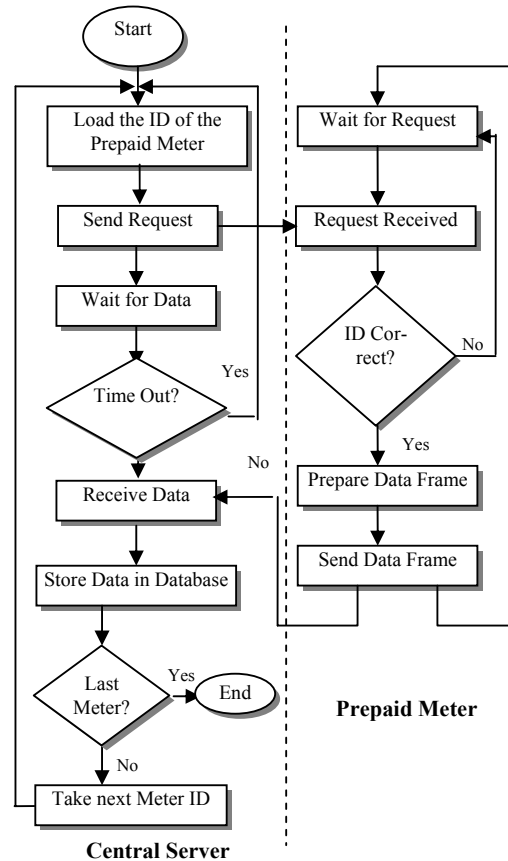 Start
Load the ID of the
Prepaid Meter
Send Request
Wait for Data
Time Out?
Yes
No
Receive Data
Store Data in Database
Last
Meter?
Yes
End
No
Take next Meter ID
Central Server
Wait for Request
Request Received
ID Cor-
rect?
No
Yes
Prepare Data Frame
Send Data Frame
Prepaid Meter